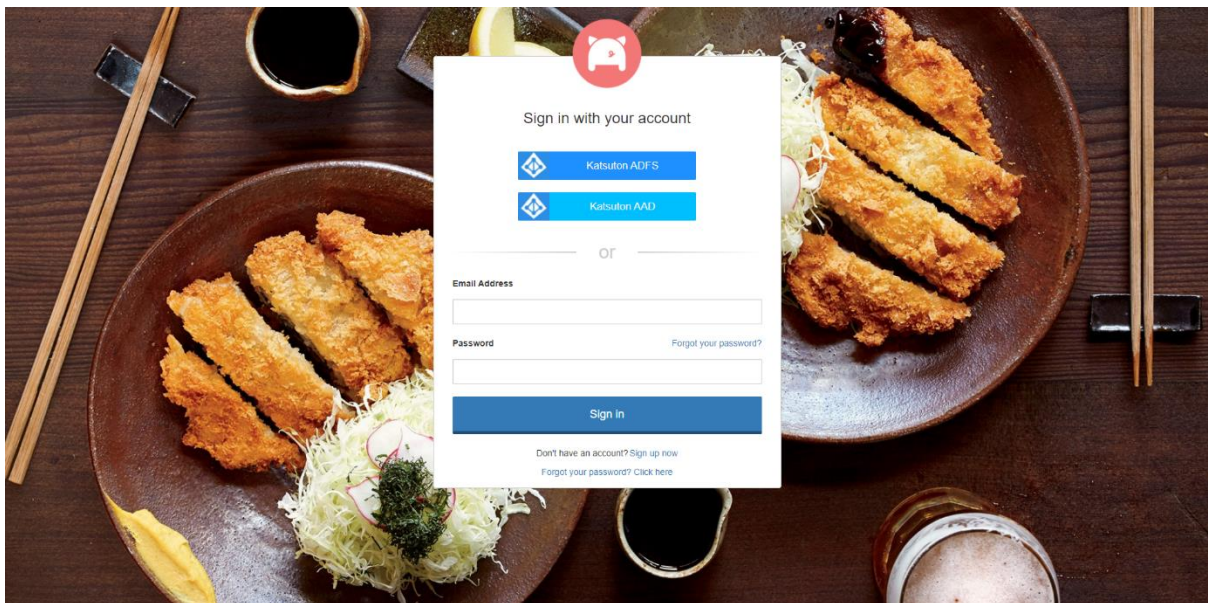 Sign in with your account
Katsuton ADFS
Katsuton AAD
or
Email Address
Password Forgot your password?
Sign in
Don't have an account? Sign up now
Forgot your password? Click here